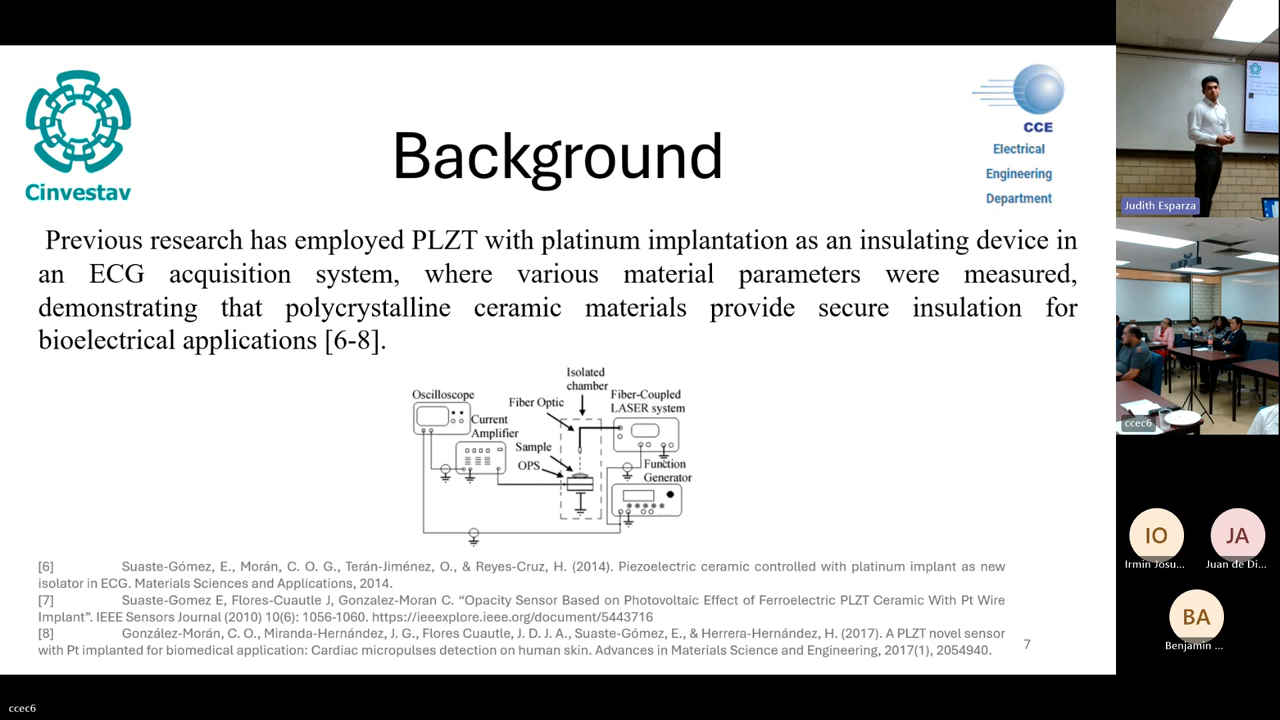 Cinvestav
CCE
Electrical
Engineering
Department
Background
Previous research has employed PLZT with platinum implantation as an insulating device in
an ECG acquisition system, where various material parameters were measured,
demonstrating that polycrystalline ceramic materials provide secure insulation for
bioelectrical applications [6-8].
Isolated
chamber
Oscilloscope
Fiber Optic
Fiber-Coupled
LASER system
Current
Amplifier
Sample
OPS
Function
Generator
[6] Suaste-Gómez, E., Morán, C. O. G., Terán-Jiménez, O., & Reyes-Cruz, H. (2014). Piezoelectric ceramic controlled with platinum implant as new
isolator in ECG. Materials Sciences and Applications, 2014.
[7] Suaste-Gomez E, Flores-Cuautle J, Gonzalez-Moran C. “Opacity Sensor Based on Photovoltaic Effect of Ferroelectric PLZT Ceramic With Pt Wire
Implant”. IEEE Sensors Journal (2010) 10(6): 1056-1060. https://ieeexplore.ieee.org/document/5443716
[8] González-Morán, C. O., Miranda-Hernández, J. G., Flores Cuautle, J. D. J. A., Suaste-Gómez, E., & Herrera-Hernández, H. (2017). A PLZT novel sensor
with Pt implanted for biomedical application: Cardiac micropulses detection on human skin. Advances in Materials Science and Engineering, 2017(1), 2054940.
7
Judith Esparza
ccec6
IO
Irmin Josu...
JA
Juan de Di...
BA
Benjamin ...
ccec6